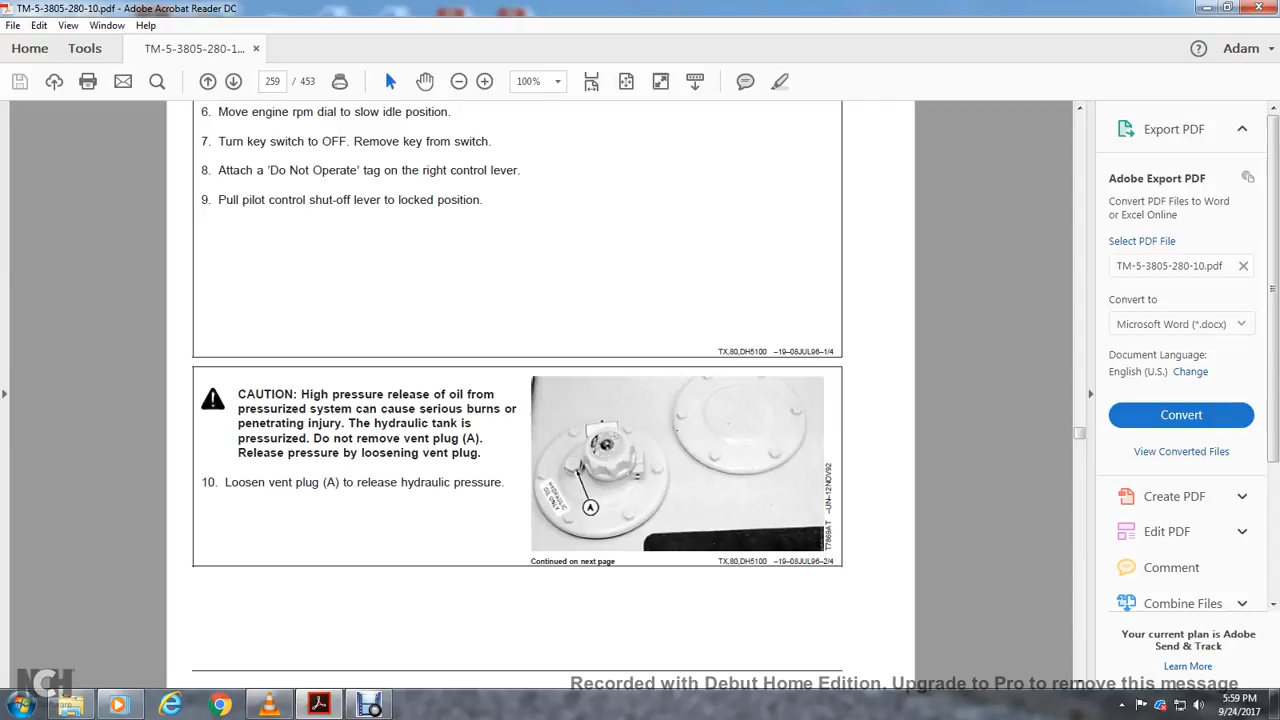 TM-5-3805-280-10.pdf - Adobe Acrobat Reader DC
File Edit View Window Help
Home Tools TM-5-3805-280-1... × Adam
259 / 453 100%
6. Move engine rpm dial to slow idle position.
7. Turn key switch to OFF. Remove key from switch.
8. Attach a 'Do Not Operate' tag on the right control lever.
9. Pull pilot control shut-off lever to locked position.
TX,80,DH5100 –19–08JUL96–1/4
CAUTION: High pressure release of oil from
pressurized system can cause serious burns or
penetrating injury. The hydraulic tank is
pressurized. Do not remove vent plug (A).
Release pressure by loosening vent plug.
10. Loosen vent plug (A) to release hydraulic pressure.
A
T7869AT –UN–12NOV92
Continued on next page TX,80,DH5100 –19–08JUL96–2/4
Export PDF
Adobe Export PDF
Convert PDF Files to Word
or Excel Online
Select PDF File
TM-5-3805-280-10.pdf
Convert to
Microsoft Word (*.docx)
Document Language:
English (U.S.) Change
Convert
View Converted Files
Create PDF
Edit PDF
Comment
Combine Files
Your current plan is Adobe
Send & Track
Learn More
NCH
Recorded with Debut Home Edition. Upgrade to Pro to remove this message
5:59 PM
9/24/2017